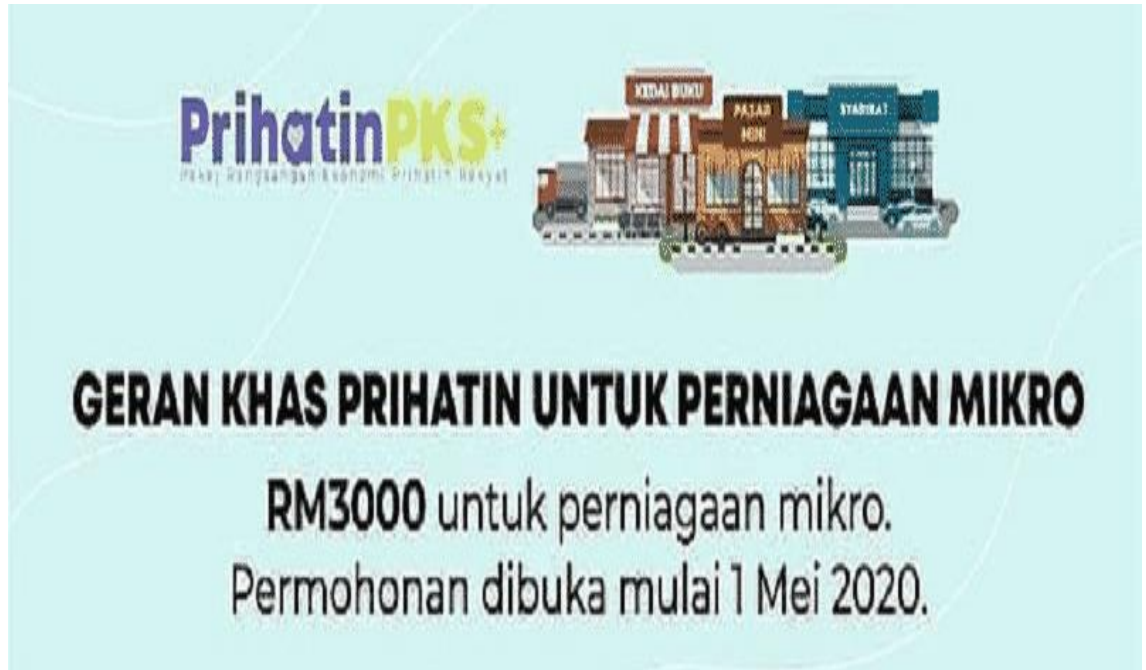 PrihatinPKS+
Pakej Rangsangan Ekonomi Prihatin Rakyat
KEDAI BUKU
PASAR
MINI
SYARIKAT
GERAN KHAS PRIHATIN UNTUK PERNIAGAAN MIKRO
RM3000 untuk perniagaan mikro.
Permohonan dibuka mulai 1 Mei 2020.